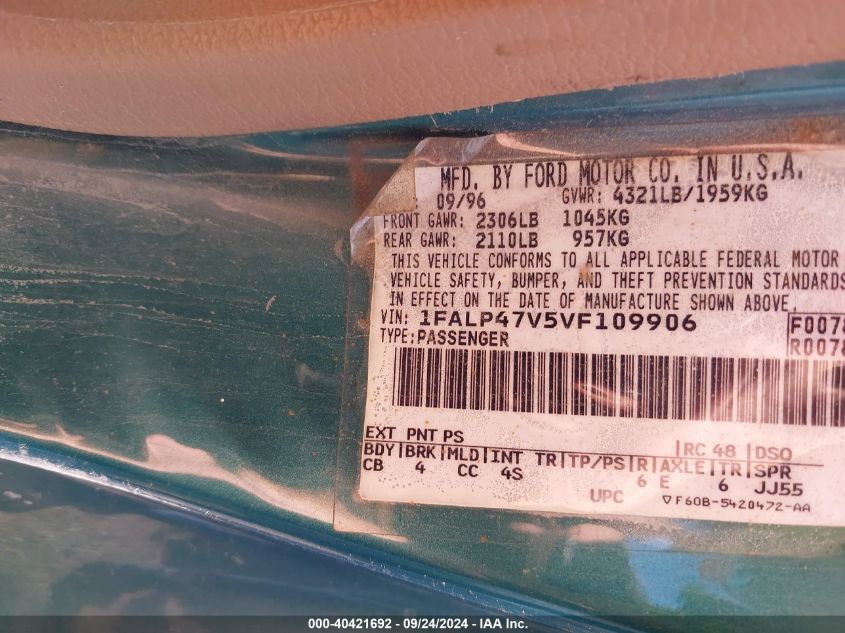 MFD. BY FORD MOTOR CO. IN U.S.A.
09/96 GVWR: 4321LB/1959KG
FRONT GAWR: 2306LB 1045KG
REAR GAWR: 2110LB 957KG
THIS VEHICLE CONFORMS TO ALL APPLICABLE FEDERAL MOTOR
VEHICLE SAFETY, BUMPER, AND THEFT PREVENTION STANDARDS
IN EFFECT ON THE DATE OF MANUFACTURE SHOWN ABOVE.
VIN: 1FALP47V5VF109906 F0078
TYPE: PASSENGER R0078
EXT PNT PS RC 48 DSO
BDY BRK MLD INT TR TP/PS R AXLE TR SPR
CB 4 CC 4S 6 E 6 JJ55
UPC ▽F60B-5420472-AA
000-40421692 - 09/24/2024 - IAA Inc.